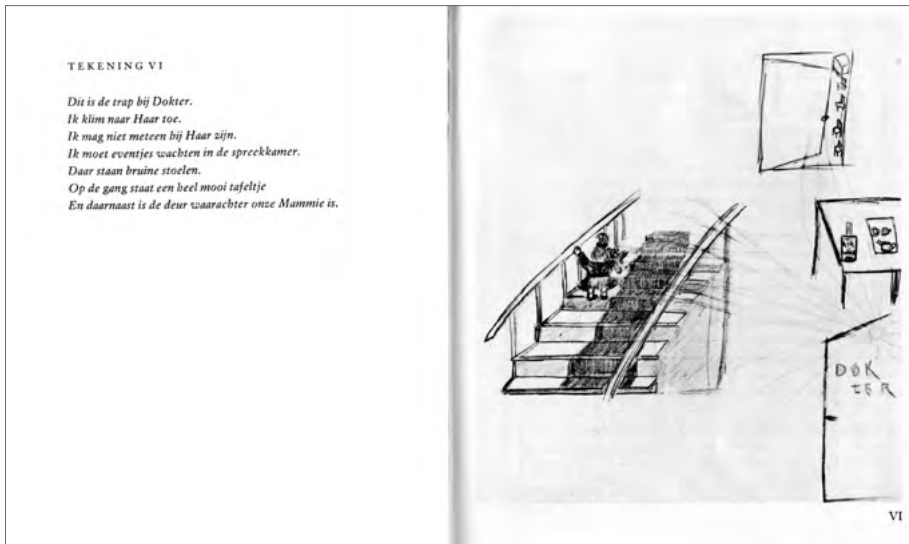 TEKENING VI
Dit is de trap bij Dokter.
Ik klim naar Haar toe.
Ik mag niet meteen bij Haar zijn.
Ik moet eventjes wachten in de spreekkamer.
Daar staan bruine stoelen.
Op de gang staat een heel mooi tafeltje
En daarnaast is de deur waarachter onze Mammie is.
DOK
TER
VI